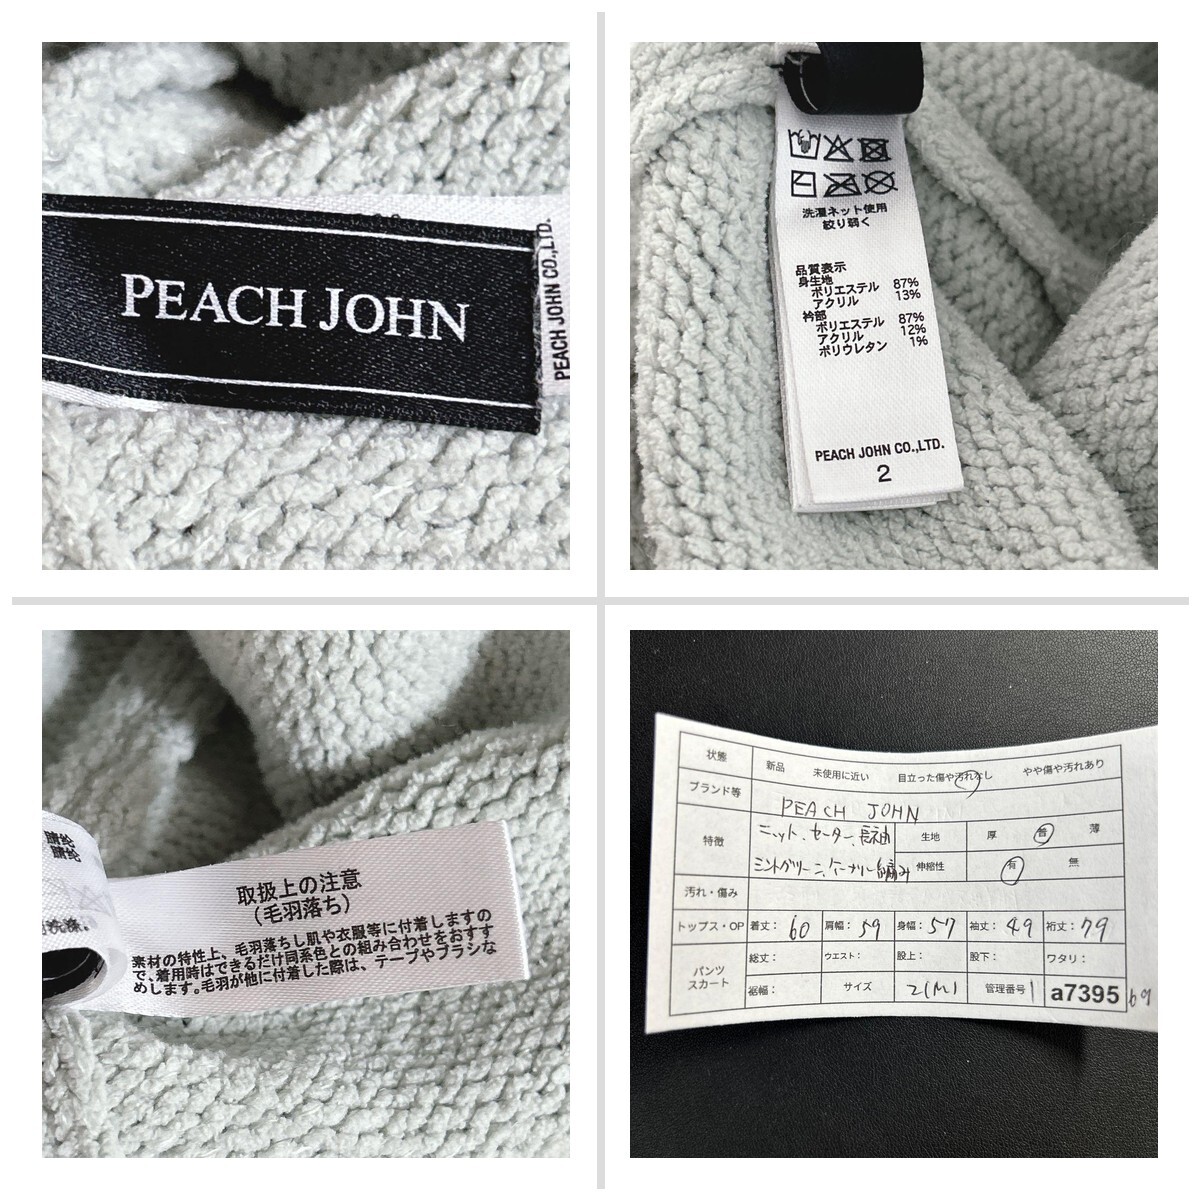 PEACH JOHN
PEACH JOHN CO.,LTD.
洗濯ネット使用
絞り弱く
品質表示
身生地
ポリエステル 87%
アクリル 13%
衿部
ポリエステル 87%
アクリル 12%
ポリウレタン 1%
PEACH JOHN CO.,LTD.
2
腈纶
腈纶
取扱上の注意
(毛羽落ち)
素材の特性上、毛羽落ちし肌や衣服等に付着しますの
で、着用時はできるだけ同系色との組み合わせをおすす
めします。毛羽が他に付着した際は、テープやブラシな
状態 新品 未使用に近い 目立った傷や汚れなし やや傷や汚れあり
ブランド等 PEACH JOHN
特徴 ニット、セーター、長袖 生地 厚 普 薄
ミントグリーン、 伸縮性 有 無
汚れ・傷み
トップス・OP 着丈: 60 肩幅: 59 身幅: 57 袖丈: 49 裄丈: 79
パンツ スカート 総丈: ウエスト: 股上: 股下: ワタリ:
裾幅: サイズ 2(M) 管理番号 a7395